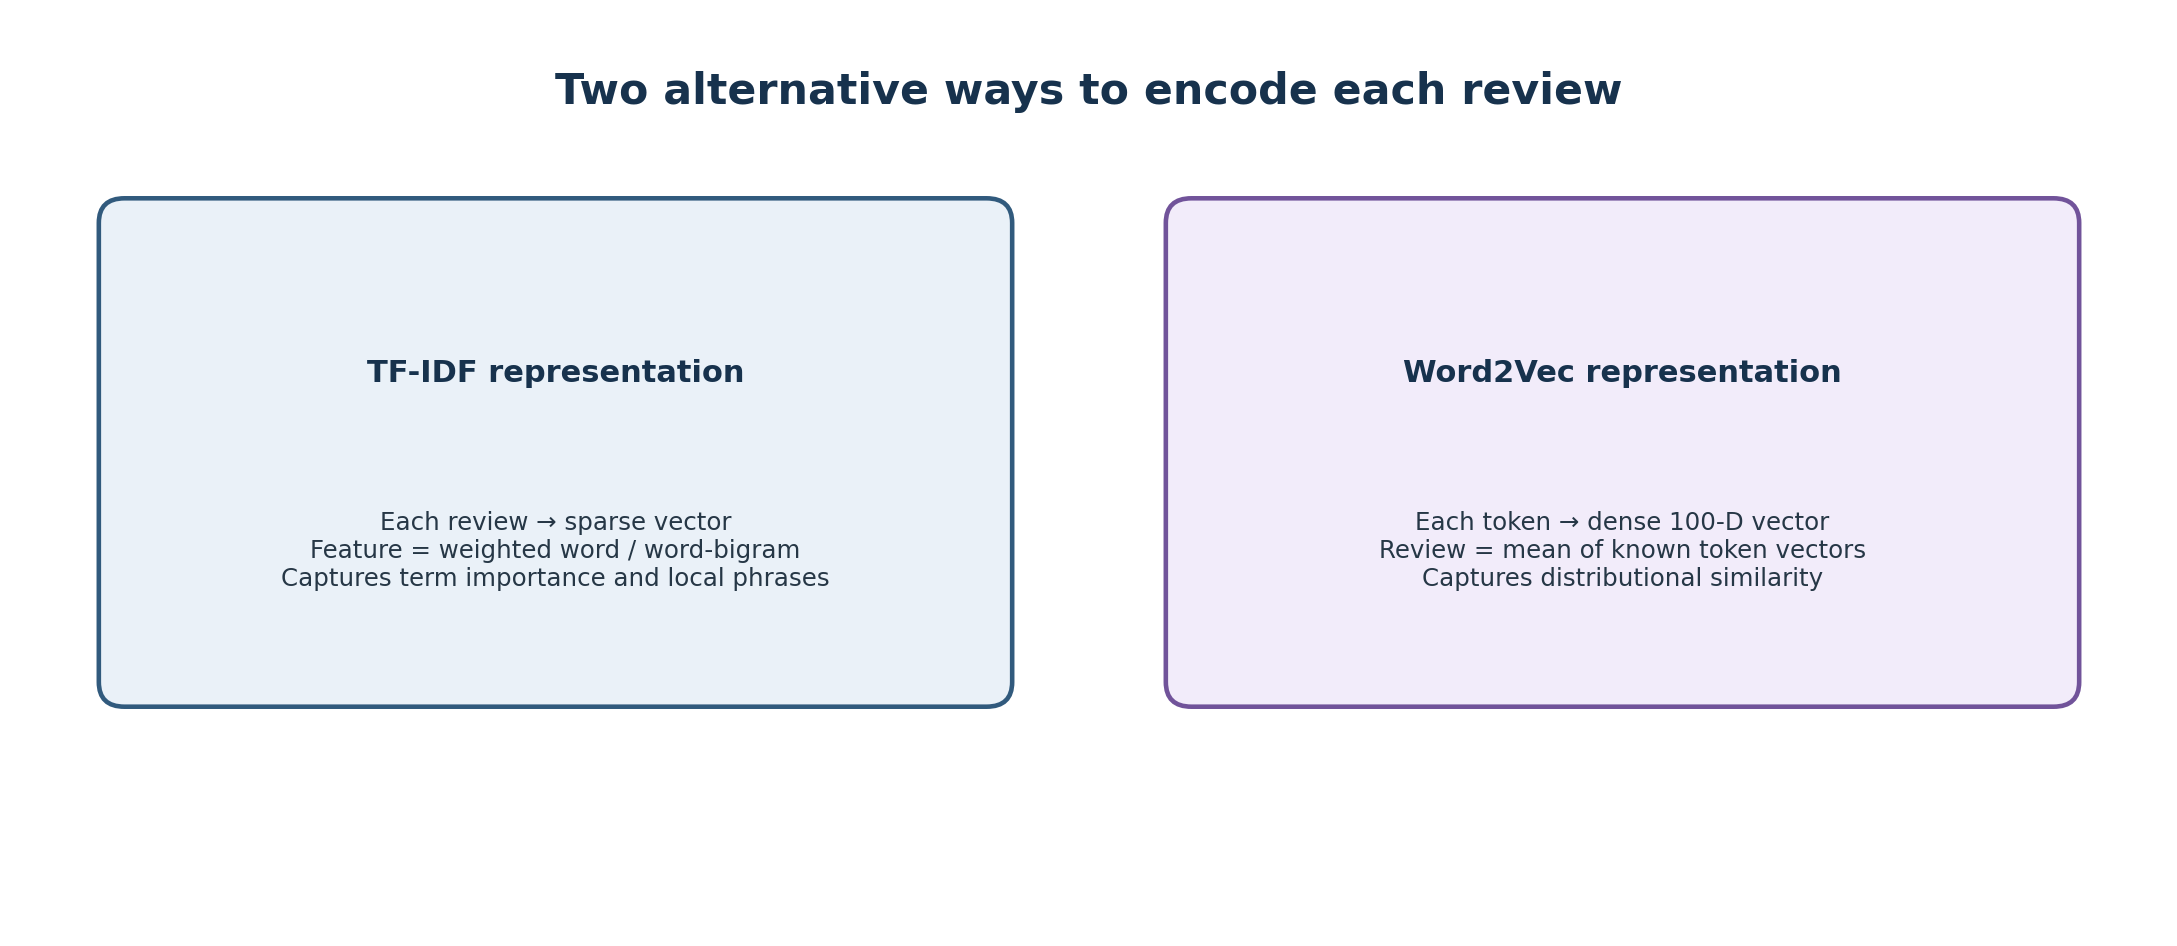 Two alternative ways to encode each review
TF-IDF representation
Each review → sparse vector
Feature = weighted word / word-bigram
Captures term importance and local phrases
Word2Vec representation
Each token → dense 100-D vector
Review = mean of known token vectors
Captures distributional similarity